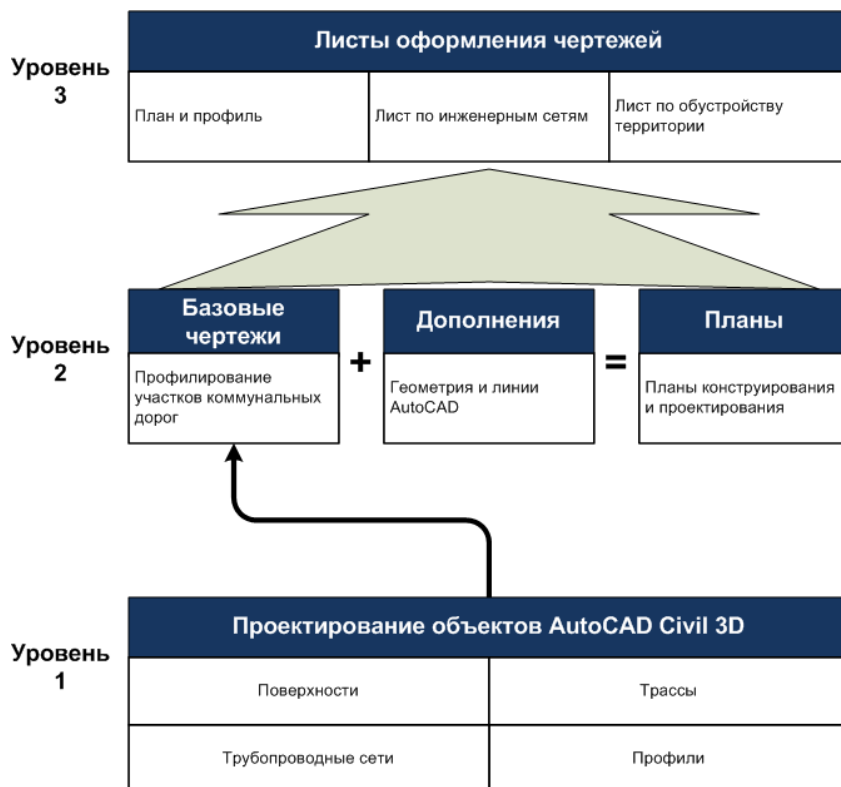 Листы оформления чертежей
Уровень
3
План и профиль
Лист по инженерным сетям
Лист по обустройству
территории
Уровень
2
Базовые
чертежи
Профилирование
участков коммунальных
дорог
+
Дополнения
Геометрия и линии
AutoCAD
=
Планы
Планы конструирования
и проектирования
Уровень
1
Проектирование объектов AutoCAD Civil 3D
Поверхности
Трассы
Трубопроводные сети
Профили